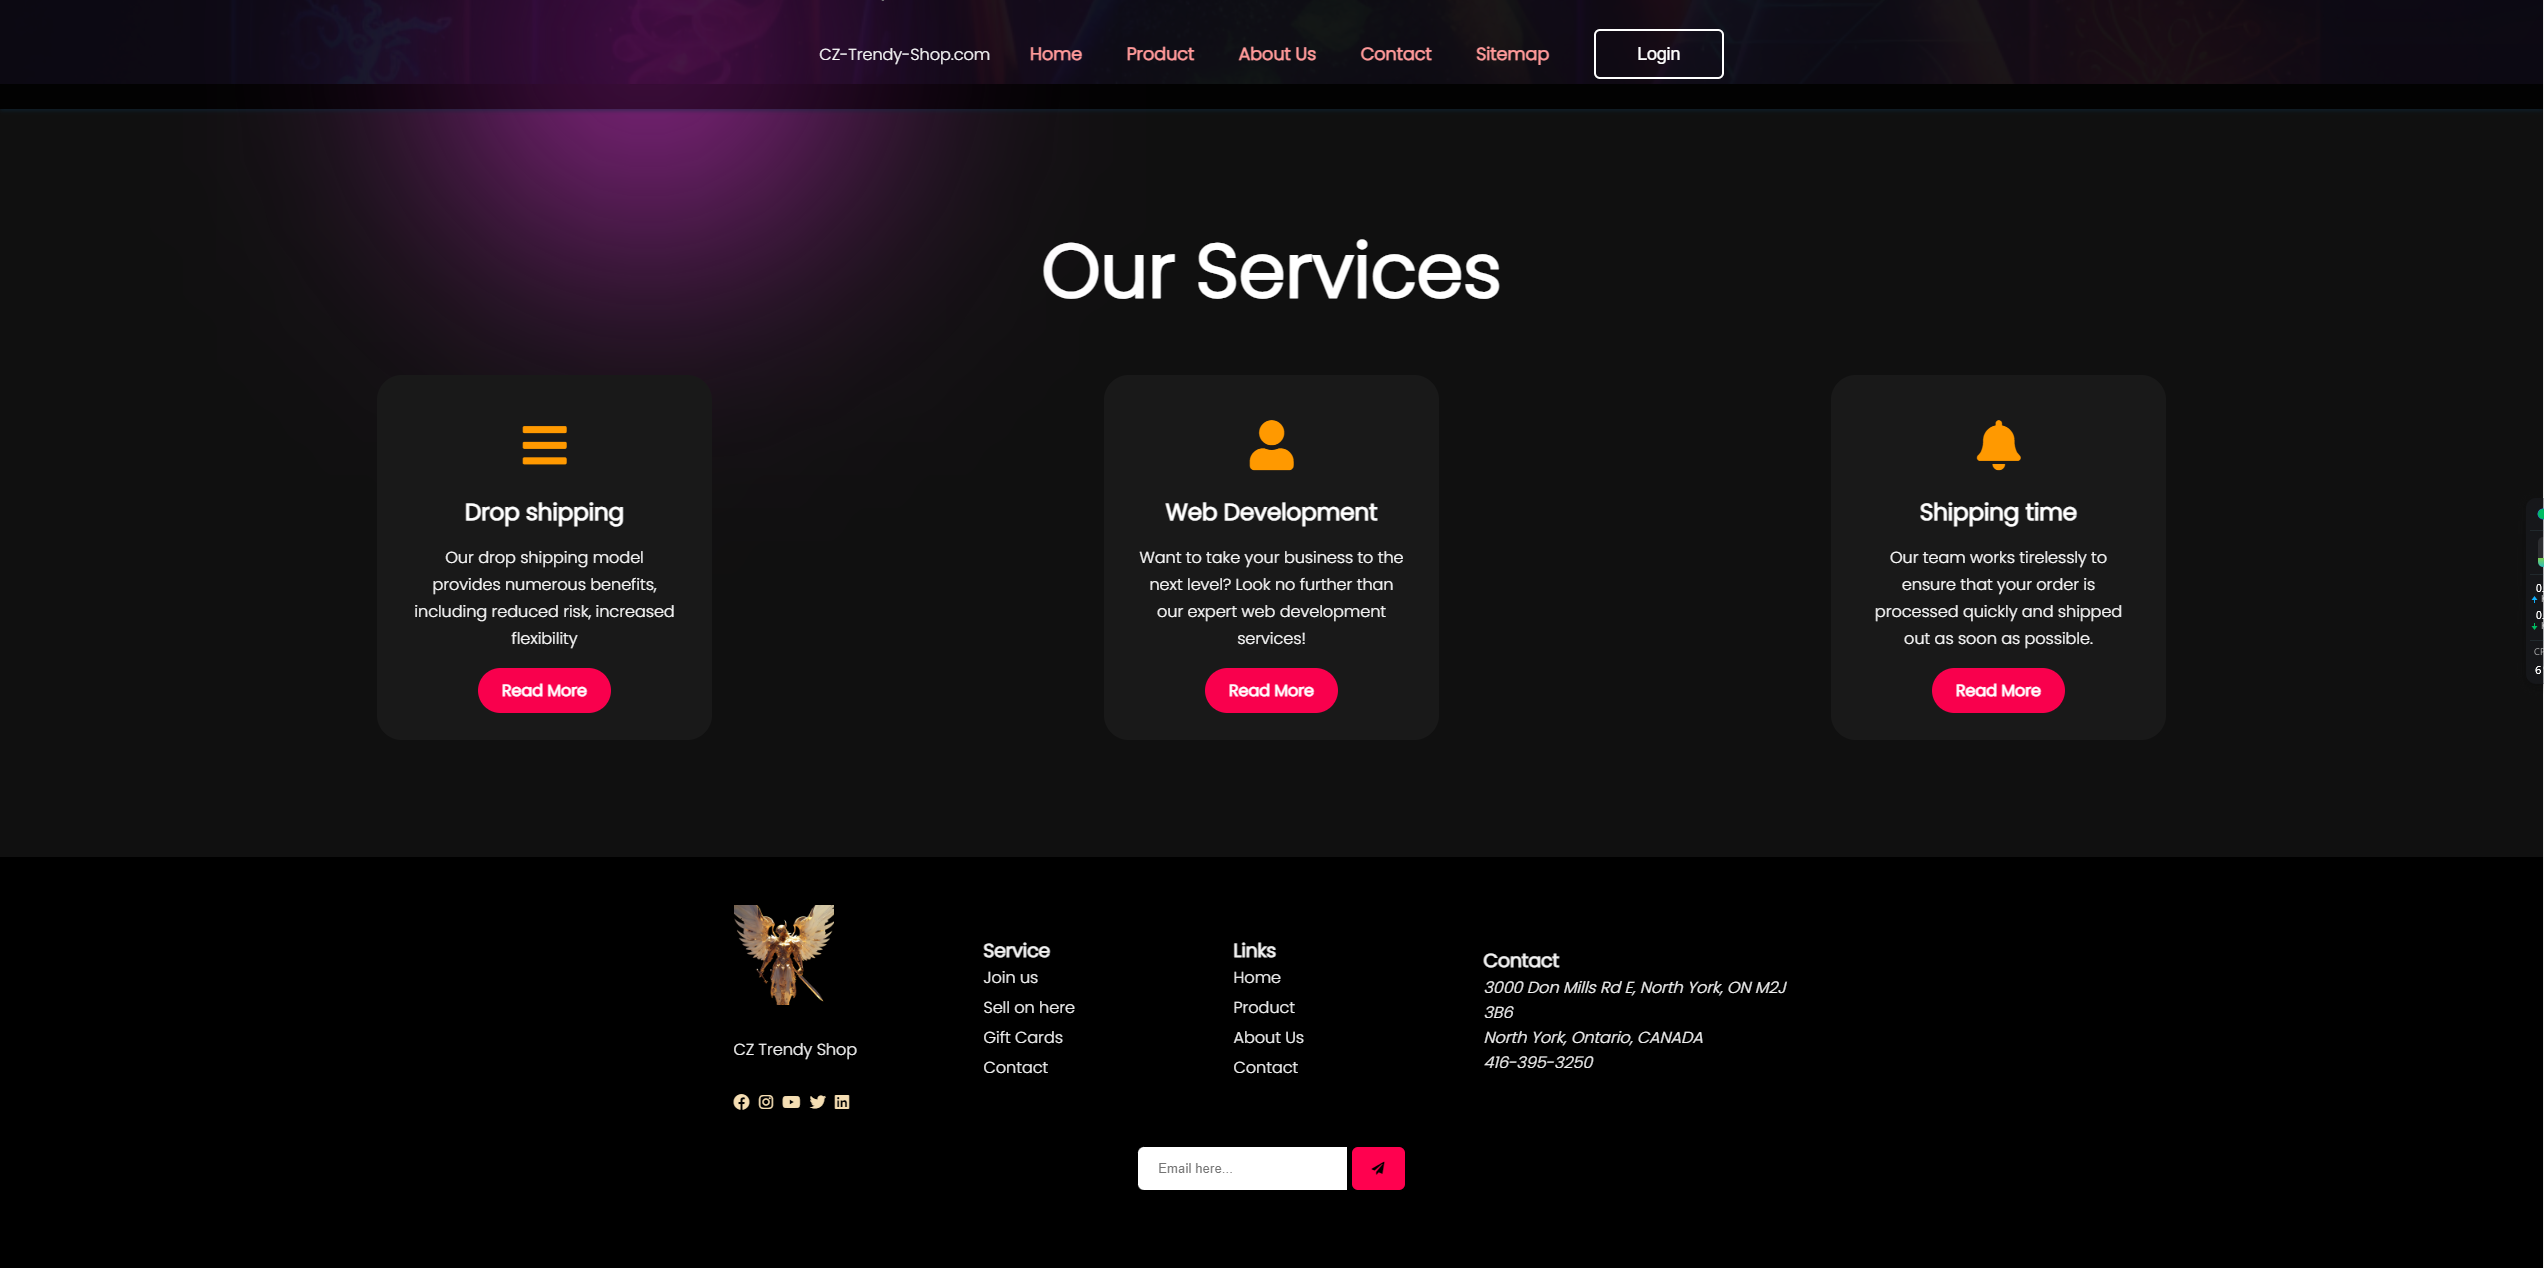 CZ-Trendy-Shop.com Home Product About Us Contact Sitemap Login
Our Services
Drop shipping
Our drop shipping model
provides numerous benefits,
including reduced risk, increased
flexibility
Read More
Web Development
Want to take your business to the
next level? Look no further than
our expert web development
services!
Read More
Shipping time
Our team works tirelessly to
ensure that your order is
processed quickly and shipped
out as soon as possible.
Read More
CZ Trendy Shop
Service
Join us
Sell on here
Gift Cards
Contact
Links
Home
Product
About Us
Contact
Contact
3000 Don Mills Rd E, North York, ON M2J
3B6
North York, Ontario, CANADA
416-395-3250
Email here...